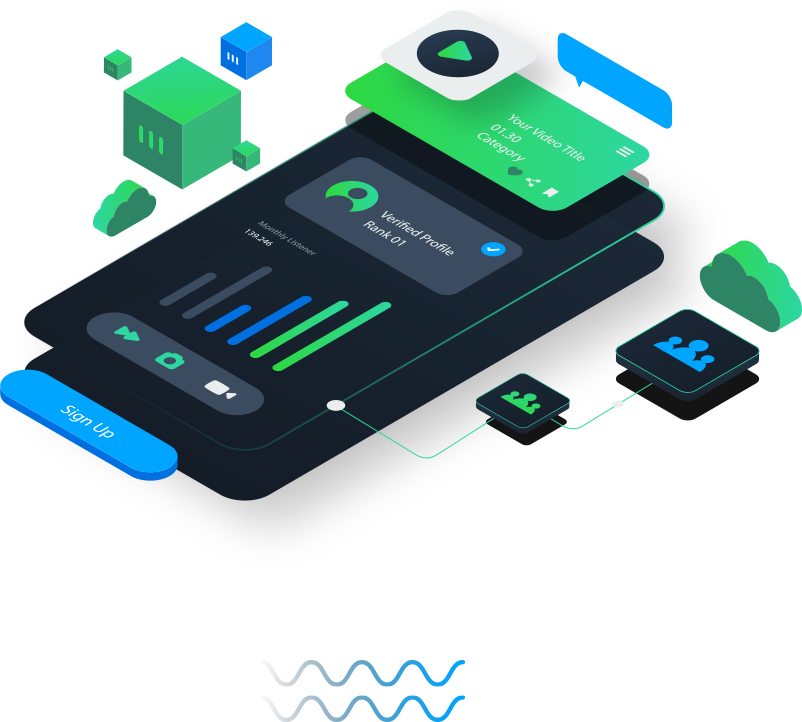 Your Video Title
01.30
Category
Verified Profile
Rank 01
Monthly Listener
139.246
Sign Up